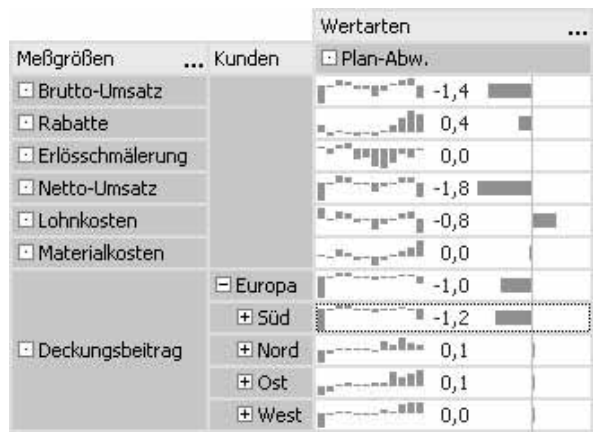 Wertarten ...
Meßgrößen ... Kunden Plan-Abw.
Brutto-Umsatz -1,4
Rabatte 0,4
Erlösschmälerung 0,0
Netto-Umsatz -1,8
Lohnkosten -0,8
Materialkosten 0,0
Europa -1,0
Süd -1,2
Deckungsbeitrag Nord 0,1
Ost 0,1
West 0,0